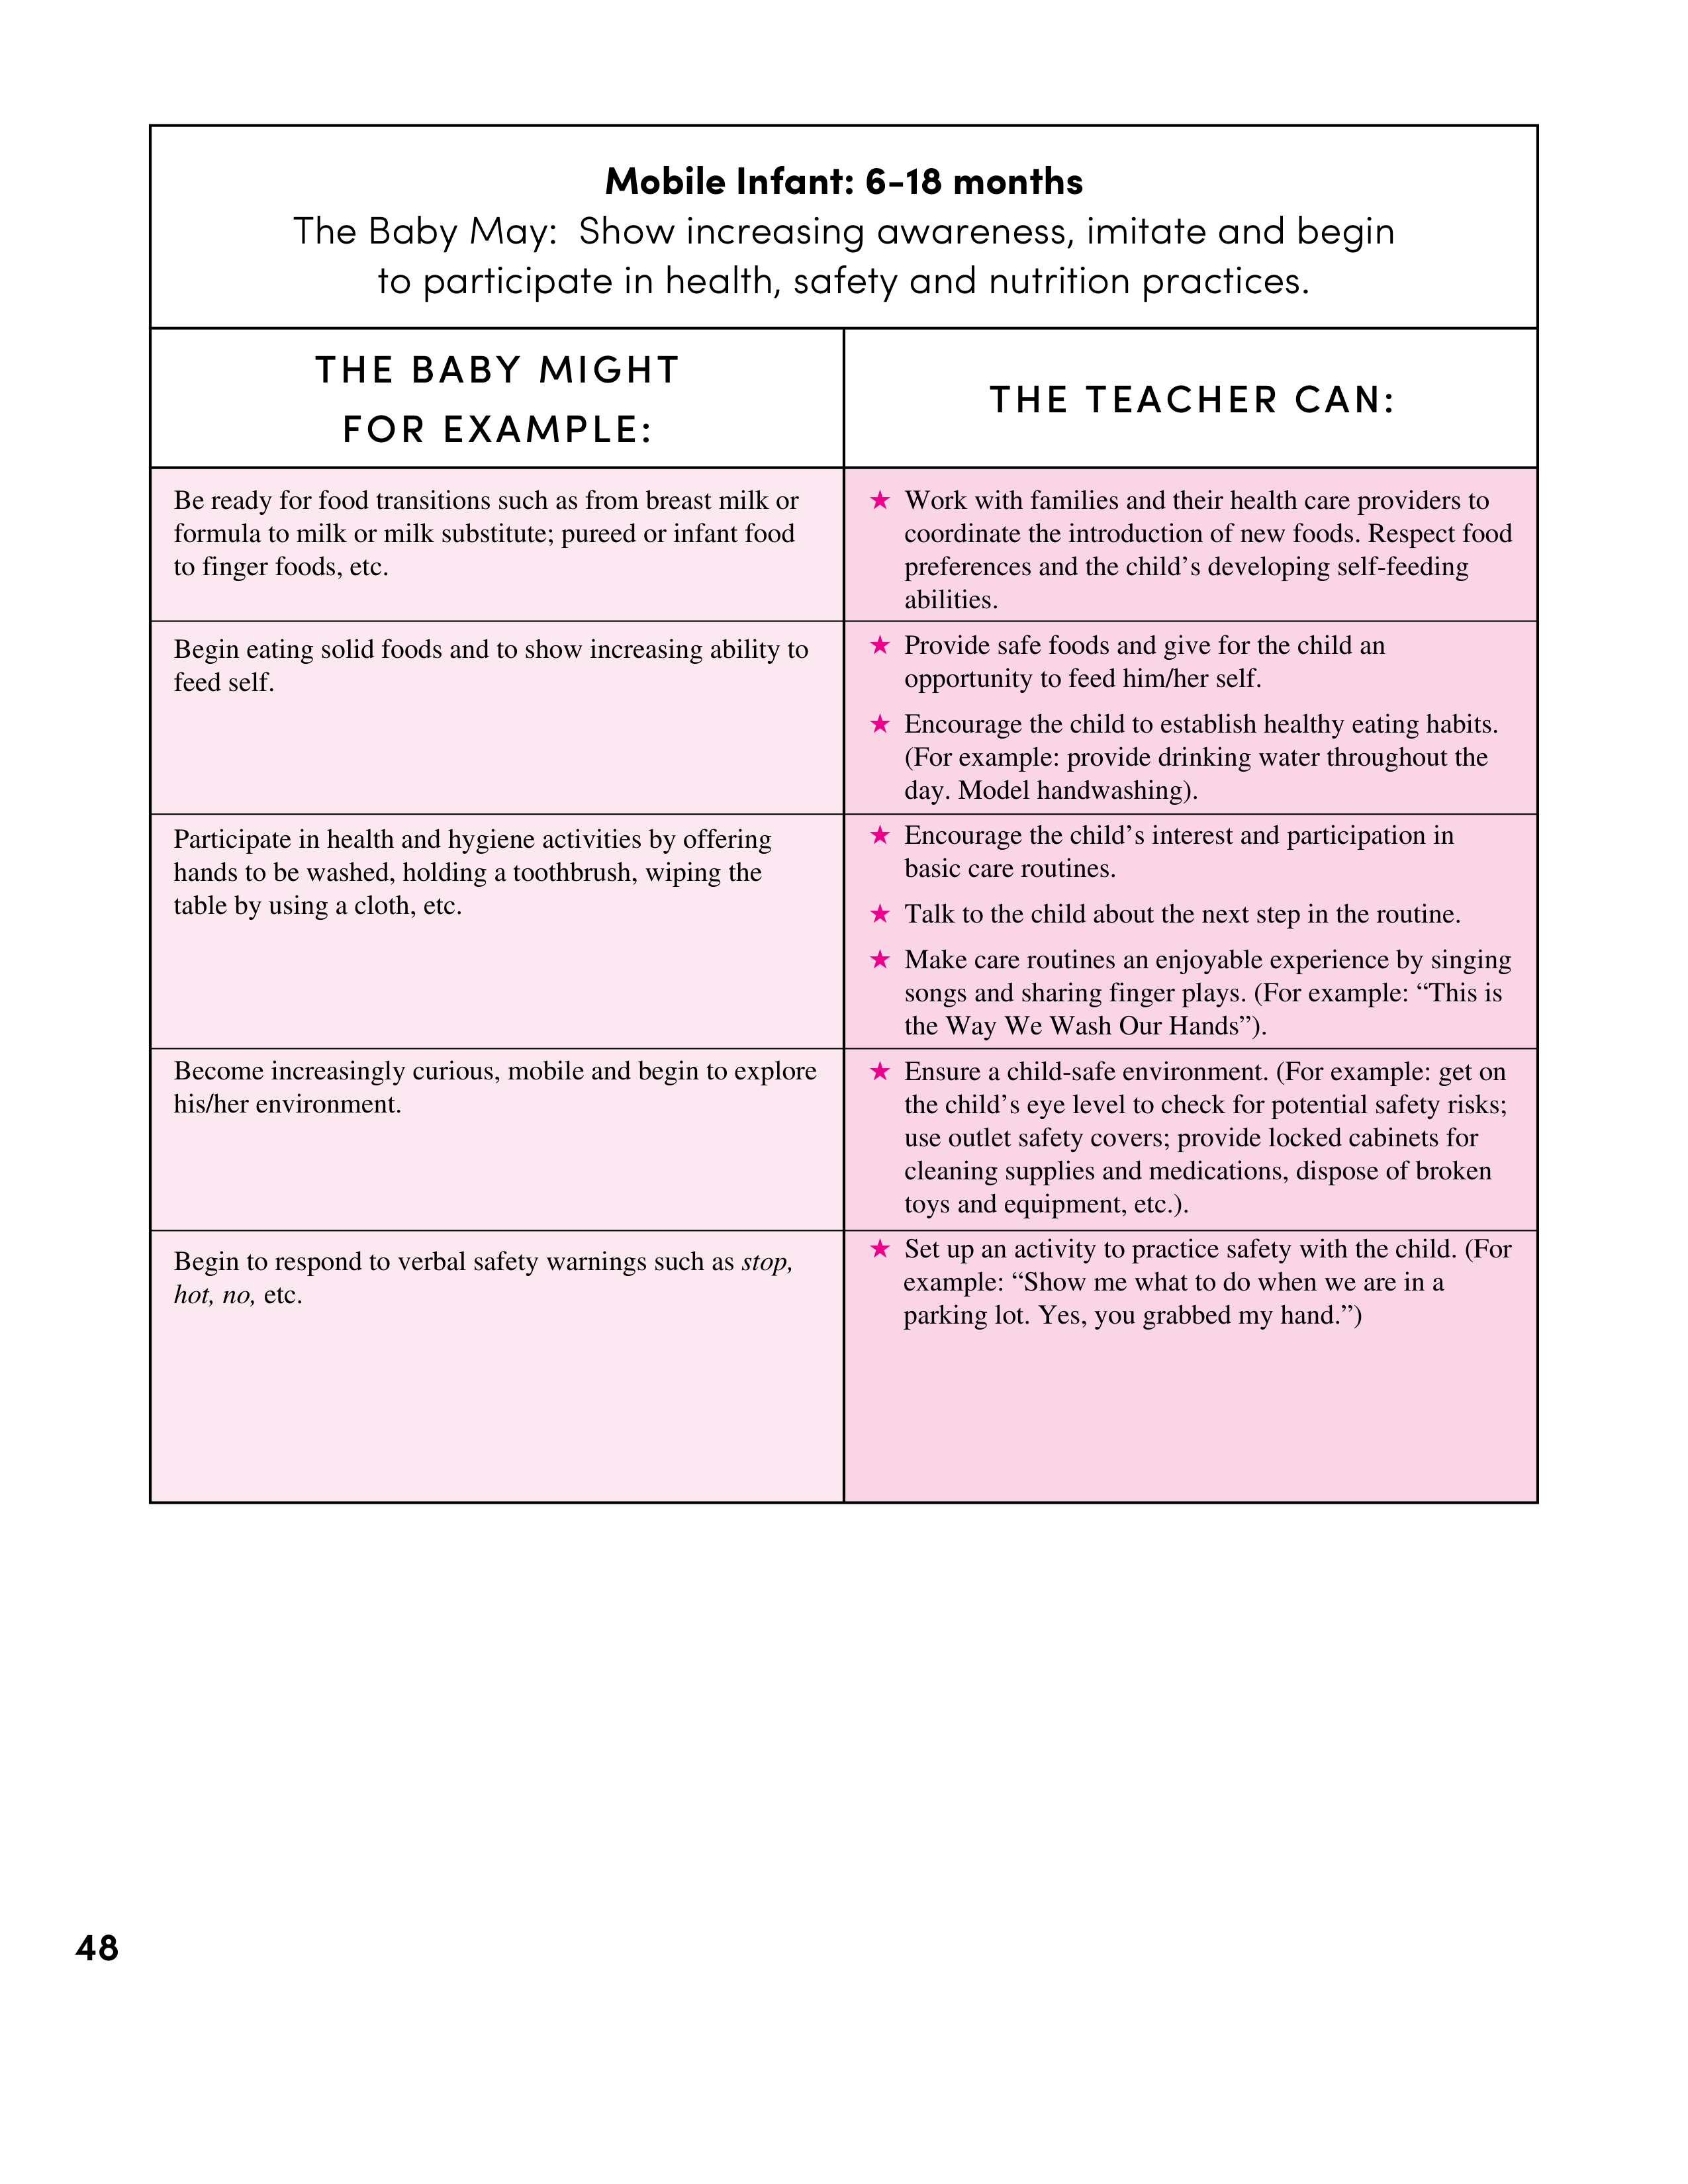 Mobile Infant: 6-18 months
The Baby May:  Show increasing awareness, imitate and begin
to participate in health, safety and nutrition practices.
THE BABY MIGHT
FOR EXAMPLE:
THE TEACHER CAN:
Be ready for food transitions such as from breast milk or
formula to milk or milk substitute; pureed or infant food
to finger foods, etc.
★ Work with families and their health care providers to
coordinate the introduction of new foods. Respect food
preferences and the child’s developing self-feeding
abilities.
Begin eating solid foods and to show increasing ability to
feed self.
★ Provide safe foods and give for the child an
opportunity to feed him/her self.
★ Encourage the child to establish healthy eating habits.
(For example: provide drinking water throughout the
day. Model handwashing).
Participate in health and hygiene activities by offering
hands to be washed, holding a toothbrush, wiping the
table by using a cloth, etc.
★ Encourage the child’s interest and participation in
basic care routines.
★ Talk to the child about the next step in the routine.
★ Make care routines an enjoyable experience by singing
songs and sharing finger plays. (For example: “This is
the Way We Wash Our Hands”).
Become increasingly curious, mobile and begin to explore
his/her environment.
★ Ensure a child-safe environment. (For example: get on
the child’s eye level to check for potential safety risks;
use outlet safety covers; provide locked cabinets for
cleaning supplies and medications, dispose of broken
toys and equipment, etc.).
Begin to respond to verbal safety warnings such as stop,
hot, no, etc.
★ Set up an activity to practice safety with the child. (For
example: “Show me what to do when we are in a
parking lot. Yes, you grabbed my hand.”)
48